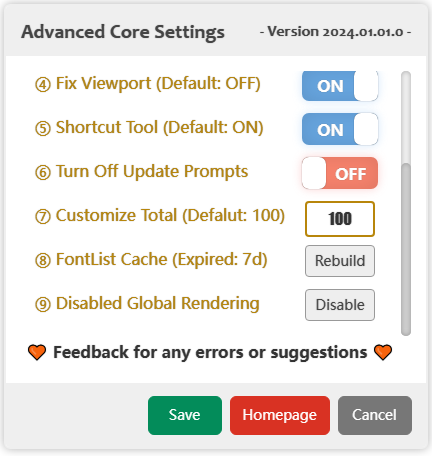 Advanced Core Settings
- Version 2024.01.01.0 -
④ Fix Viewport (Default: OFF)
ON
⑤ Shortcut Tool (Default: ON)
ON
⑥ Turn Off Update Prompts
OFF
⑦ Customize Total (Defalut: 100)
100
⑧ FontList Cache (Expired: 7d)
Rebuild
⑨ Disabled Global Rendering
Disable
🧡 Feedback for any errors or suggestions 🧡
Save
Homepage
Cancel